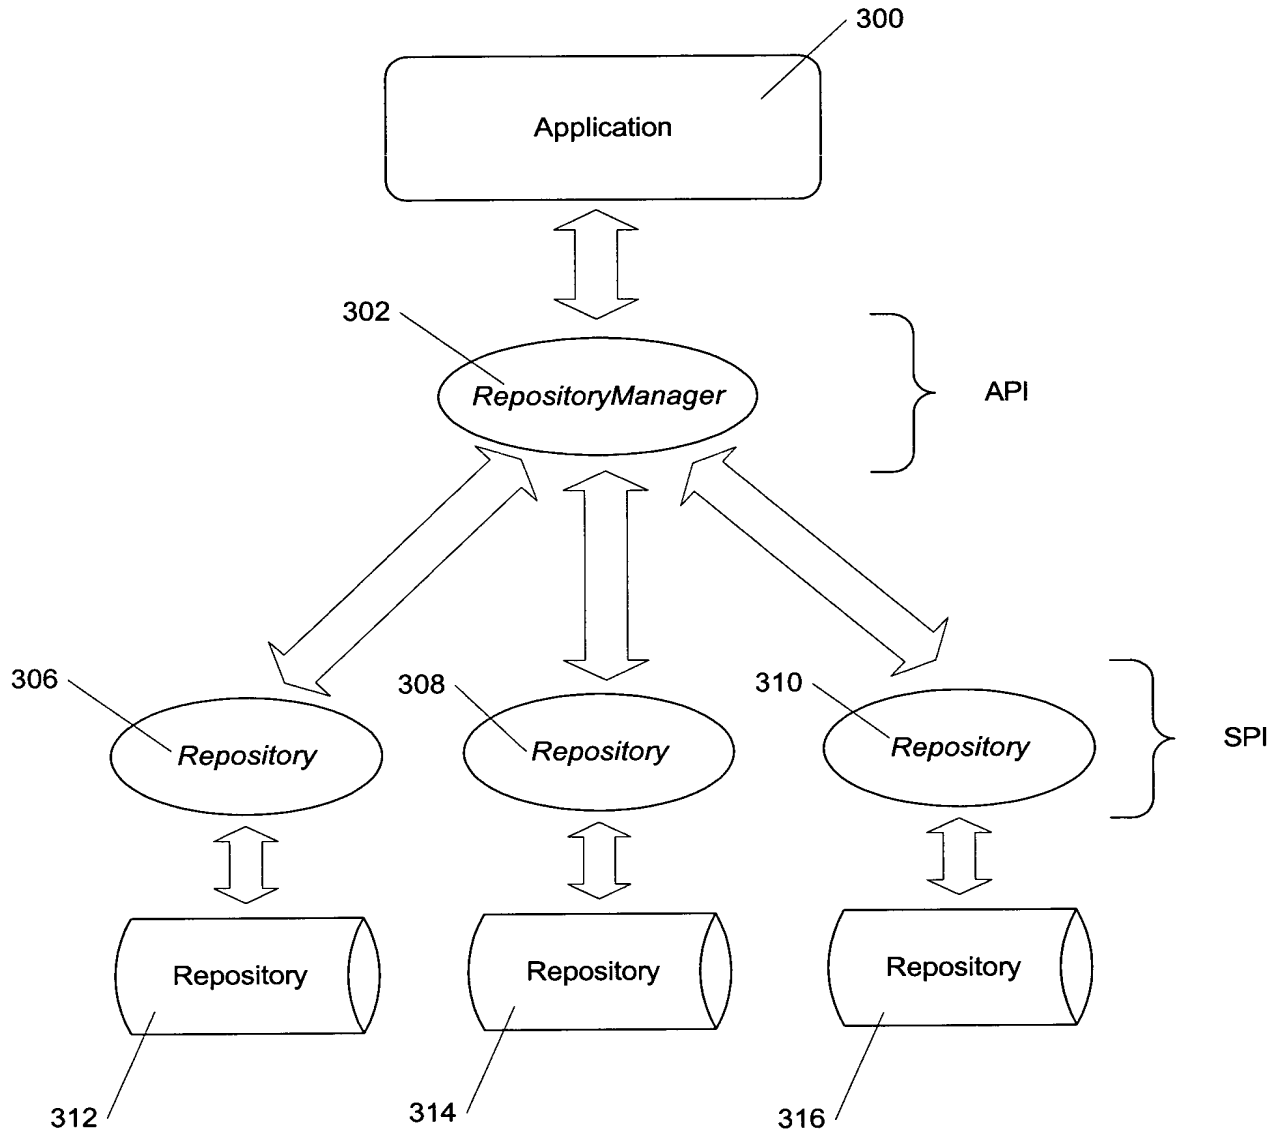 300
Application
302
RepositoryManager
API
306
308
310
Repository
Repository
Repository
SPI
Repository
Repository
Repository
312
314
316